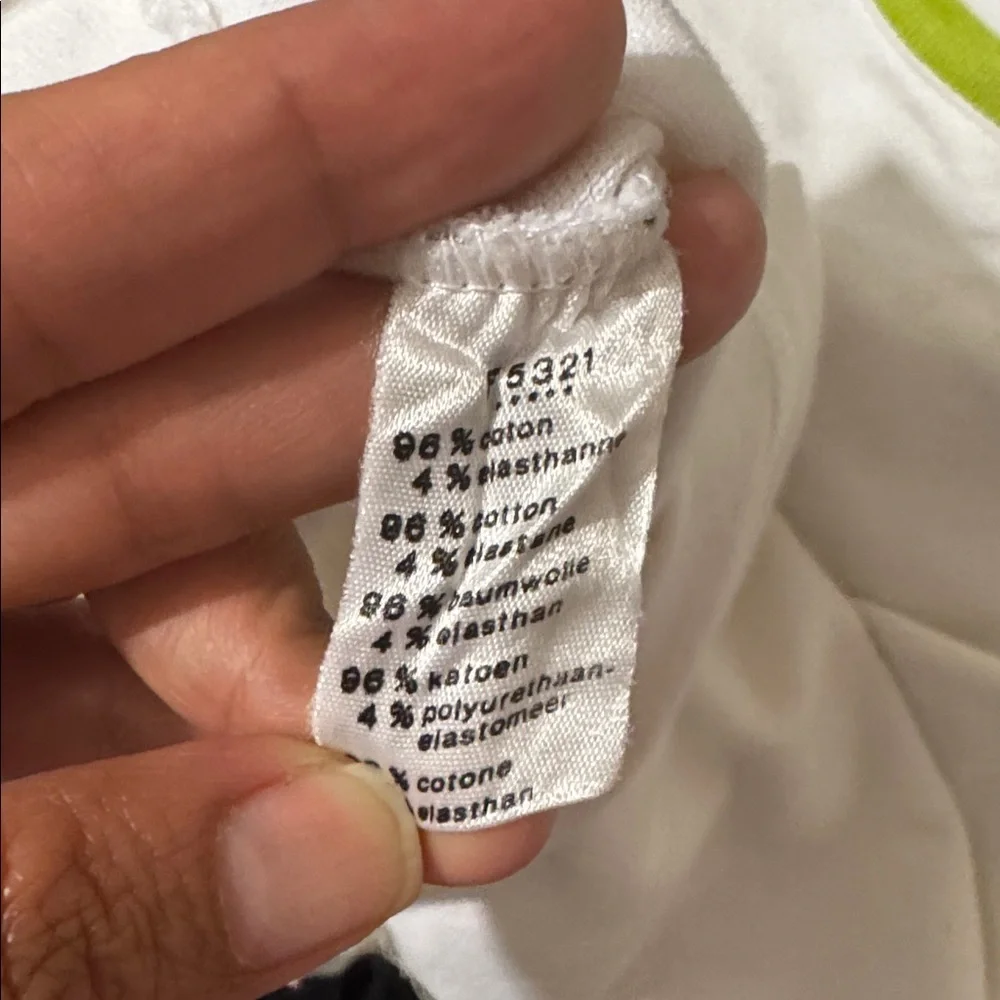 5321
96 % coton
4 % elasthanne
96 % cotton
4 % elastane
96 % baumwolle
4 % elasthan
96 % katoen
4 % polyurethaan-
elastomeer
% cotone
elasthan